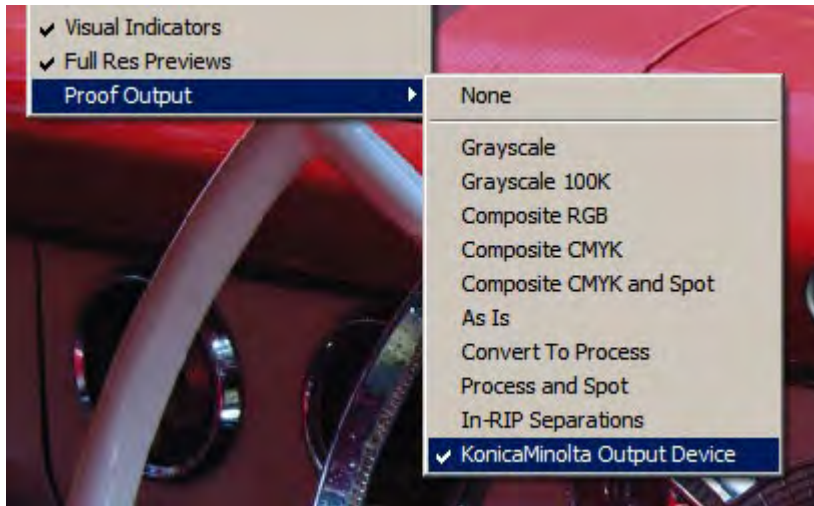 Visual Indicators
Full Res Previews
Proof Output
None
Grayscale
Grayscale 100K
Composite RGB
Composite CMYK
Composite CMYK and Spot
As Is
Convert To Process
Process and Spot
In-RIP Separations
KonicaMinolta Output Device